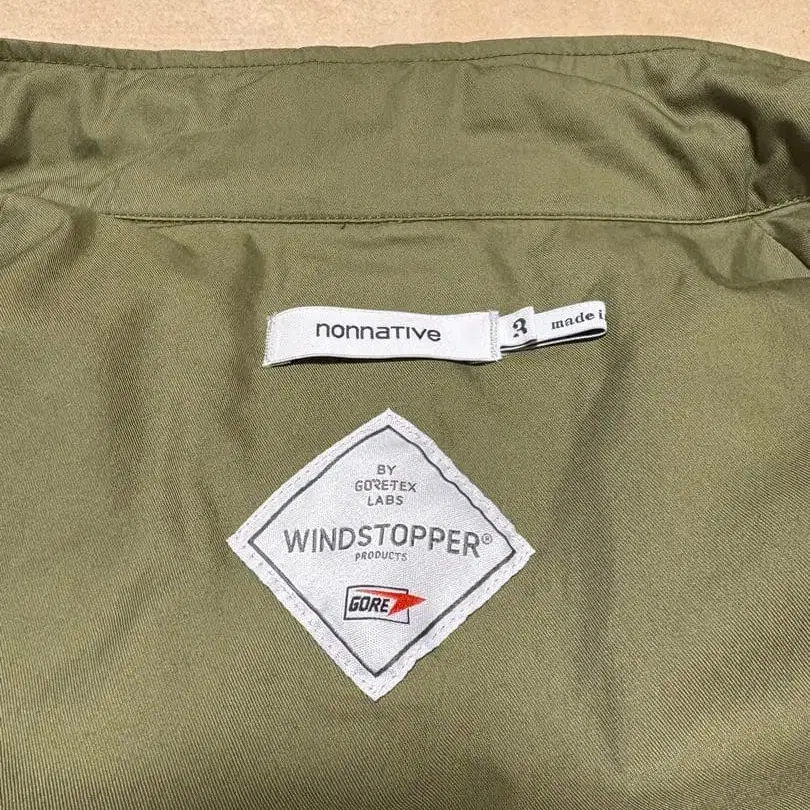 nonnative
3
made i
BY
GORE-TEX
LABS
WINDSTOPPER®
PRODUCTS
GORE